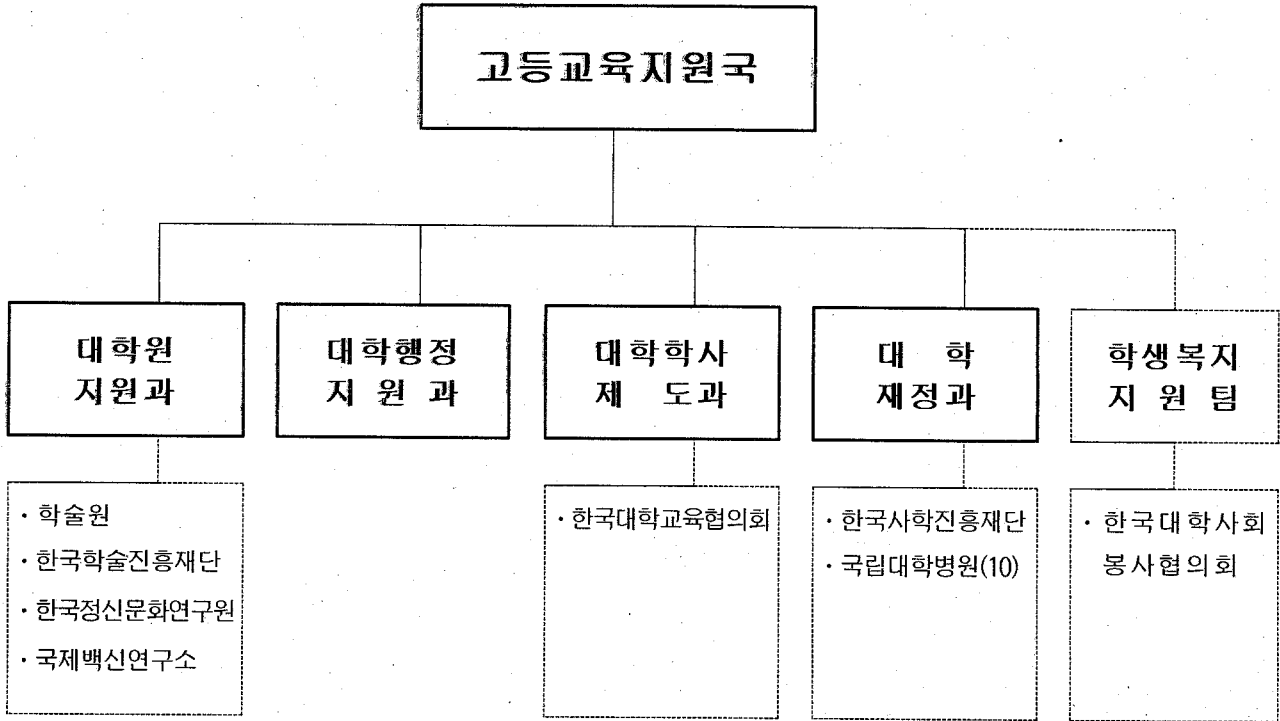 고등교육지원국
대학원
지원과
대학행정
지 원 과
대학학사
제 도과
대 학
재정과
학생복지
지 원 팀
· 학술원
· 한국학술진흥재단
· 한국정신문화연구원
· 국제백신연구소
· 한국대학교육협의회
· 한국사학진흥재단
· 국립대학병원(10)
· 한국대학사회
봉사협의회